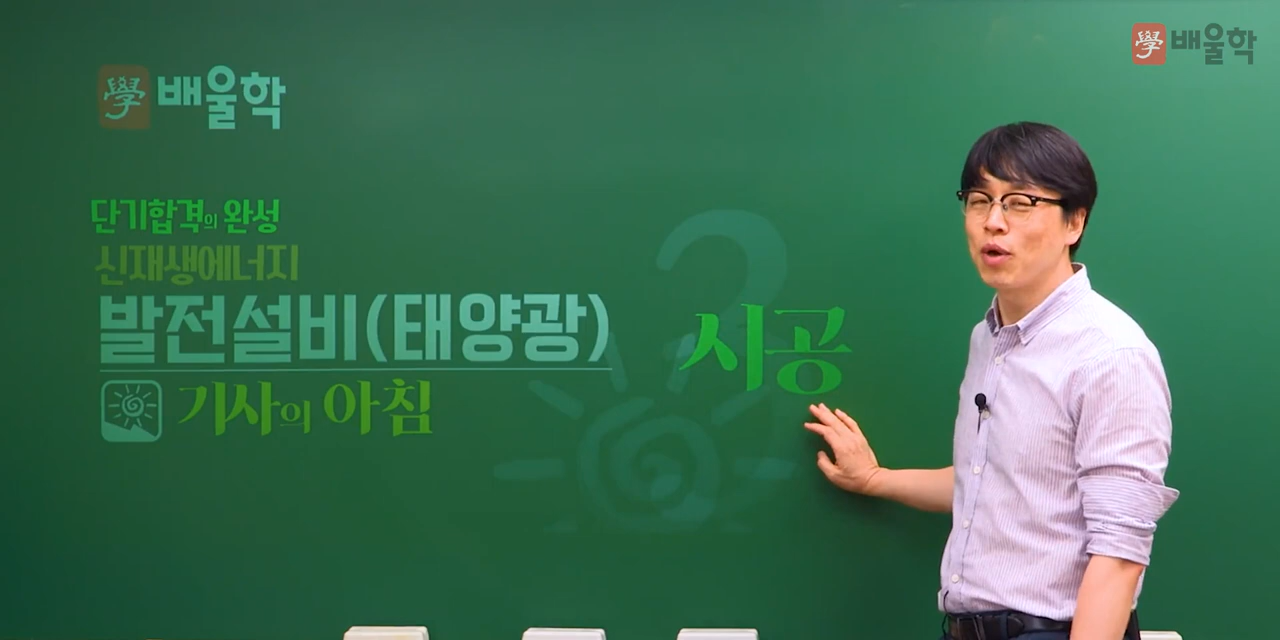 學 배울학
學 배울학
단기합격의 완성
신재생에너지
발전설비(태양광)
기사의 아침
시공
2